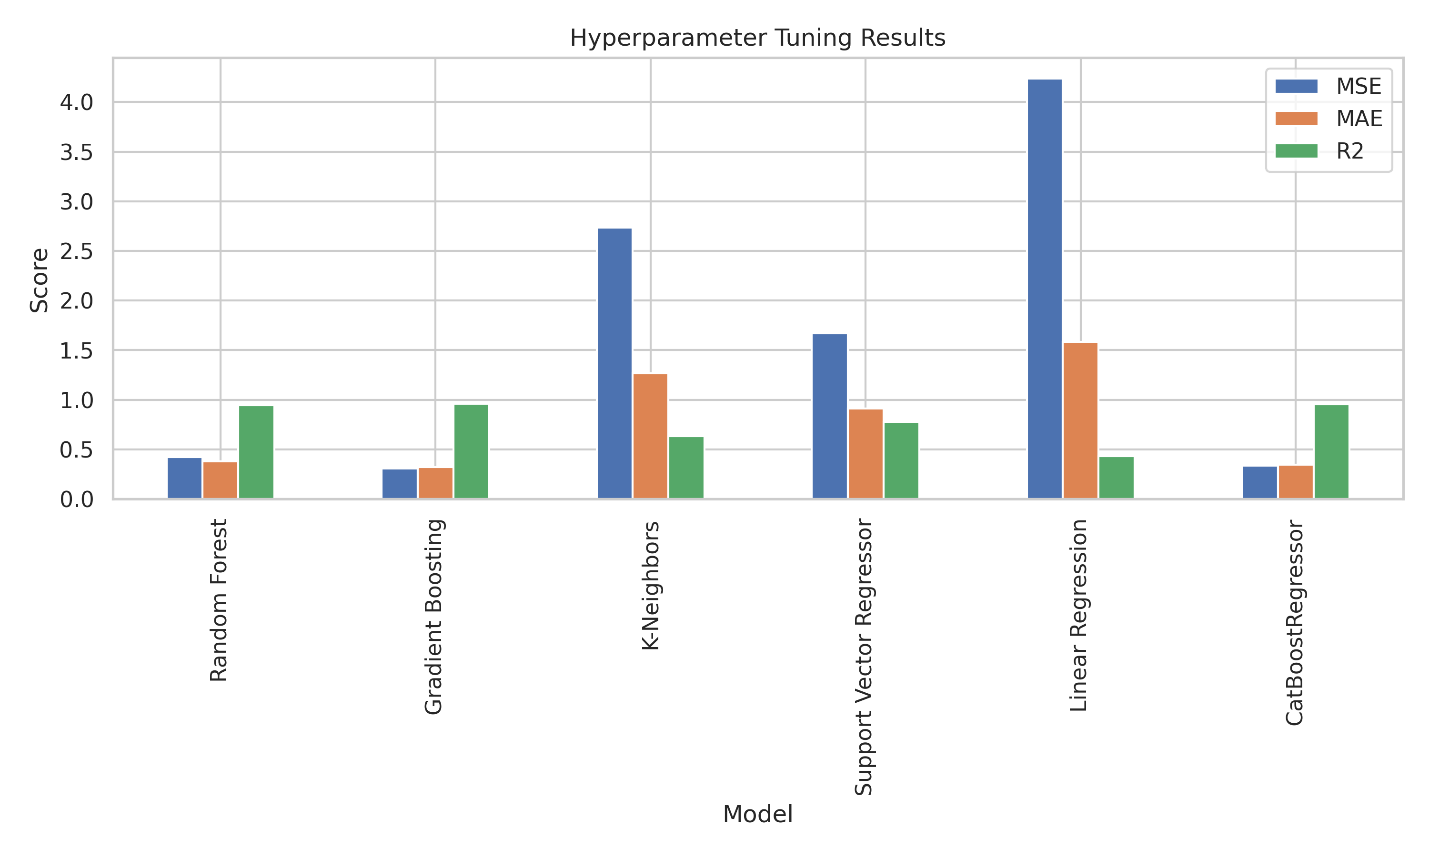 Hyperparameter Tuning Results
MSE
MAE
R2
Score
4.0
3.5
3.0
2.5
2.0
1.5
1.0
0.5
0.0
Random Forest
Gradient Boosting
K-Neighbors
Support Vector Regressor
Linear Regression
CatBoostRegressor
Model